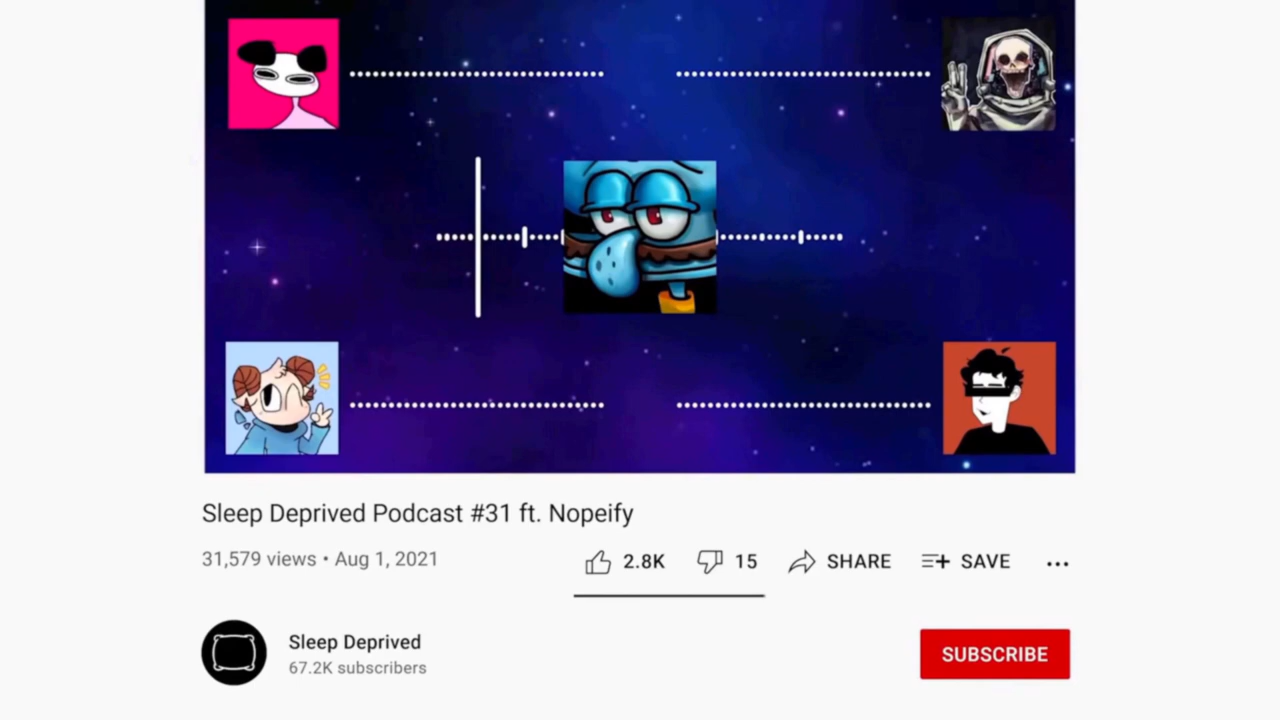 Sleep Deprived Podcast #31 ft. Nopeify
31,579 views • Aug 1, 2021
2.8K
15
SHARE
SAVE
Sleep Deprived
67.2K subscribers
SUBSCRIBE